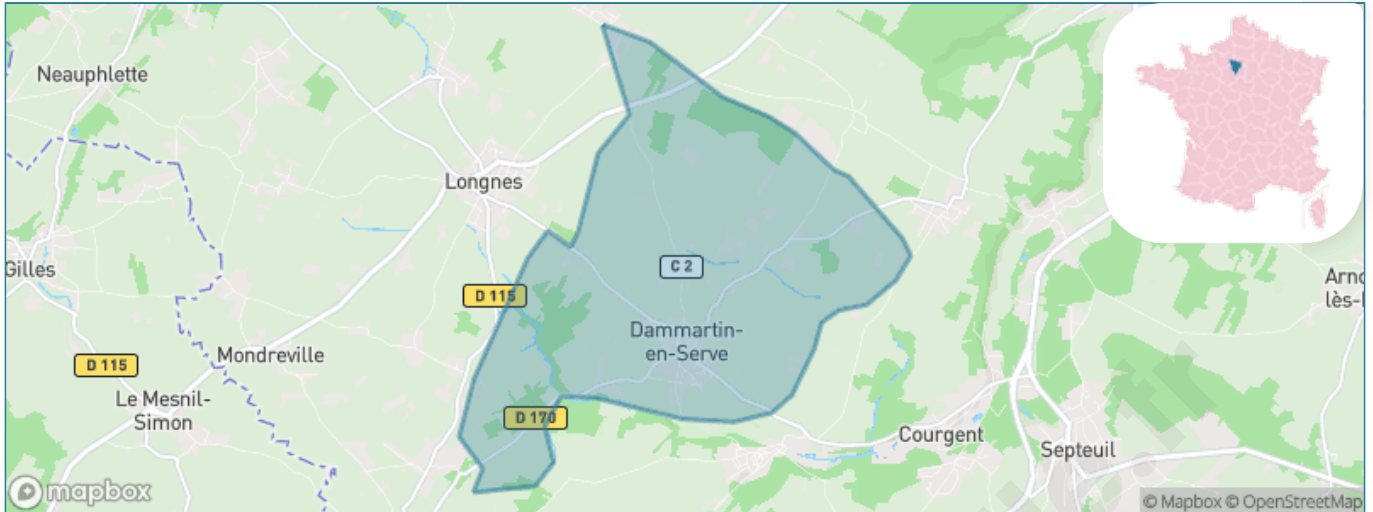 Neauphlette
Longnes
C 2
Gilles
D 115
Arno
lès-
Dammartin-
en-Serve
Mondreville
D 115
Le Mesnil-
Simon
D 170
Courgent
Septeuil
mapbox
© Mapbox © OpenStreetMap